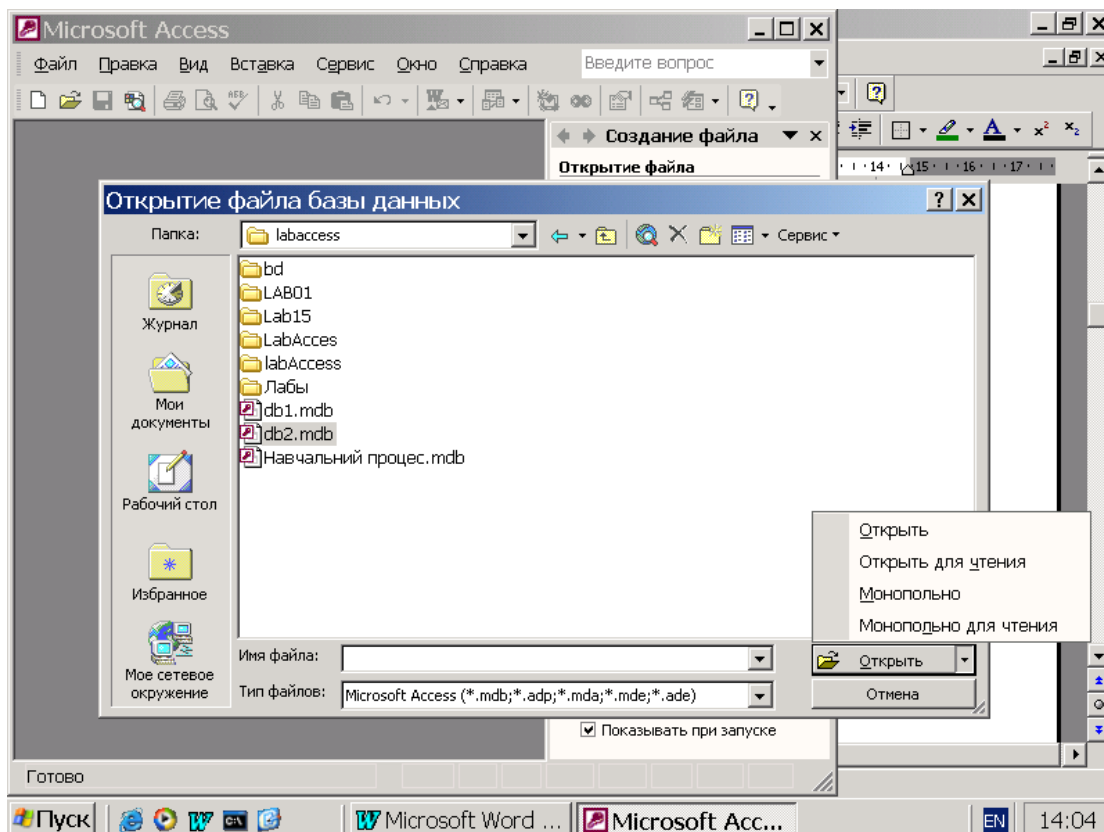 Microsoft Access
Файл Правка Вид Вставка Сервис Окно Справка
Введите вопрос
Создание файла
Открытие файла
14 15 16 17
Открытие файла базы данных
Папка:
labaccess
Сервис
Журнал
Мои
документы
Рабочий стол
Избранное
Мое сетевое
окружение
bd
LAB01
Lab15
LabAcces
labAccess
Лабы
db1.mdb
db2.mdb
Навчальний процес.mdb
Открыть
Открыть для чтения
Монопольно
Монопольно для чтения
Имя файла:
Открыть
Тип файлов:
Microsoft Access (*.mdb;*.adp;*.mda;*.mde;*.ade)
Отмена
Показывать при запуске
Готово
Пуск
Microsoft Word ...
Microsoft Acc...
EN
14:04